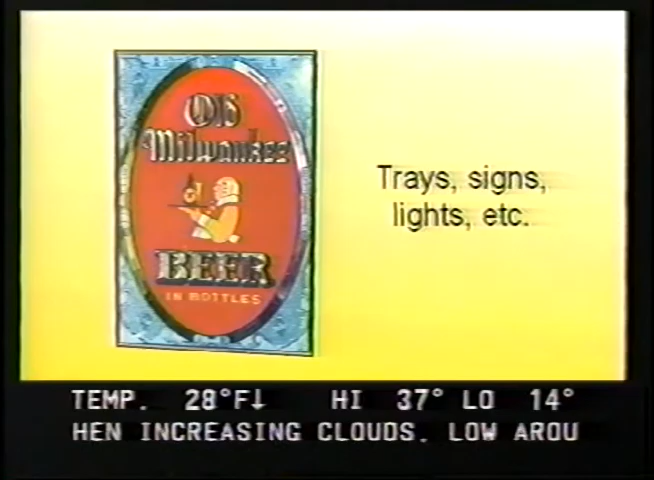 Old
Milwaukee
BEER
IN BOTTLES
Trays, signs,
lights, etc.
TEMP. 28°F↓ HI 37° LO 14°
HEN INCREASING CLOUDS. LOW AROU